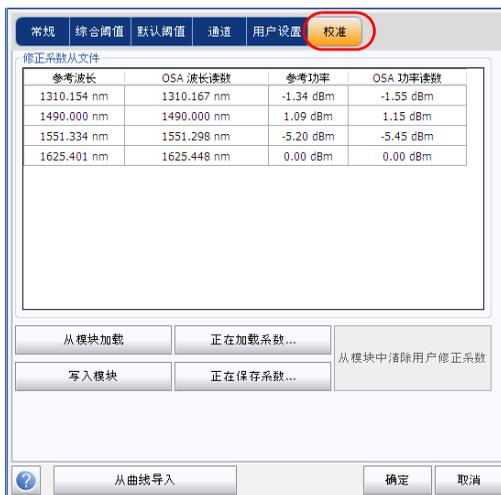 常规 综合阈值 默认阈值 通道 用户设置 校准
修正系数从文件
参考波长 OSA 波长读数 参考功率 OSA 功率读数
1310.154 nm 1310.167 nm -1.34 dBm -1.55 dBm
1490.000 nm 1490.000 nm 1.09 dBm 1.15 dBm
1551.334 nm 1551.298 nm -5.20 dBm -5.45 dBm
1625.401 nm 1625.448 nm 0.00 dBm 0.00 dBm
从模块加载 正在加载系数...
从模块中清除用户修正系数
写入模块 正在保存系数...
? 从曲线导入 确定 取消